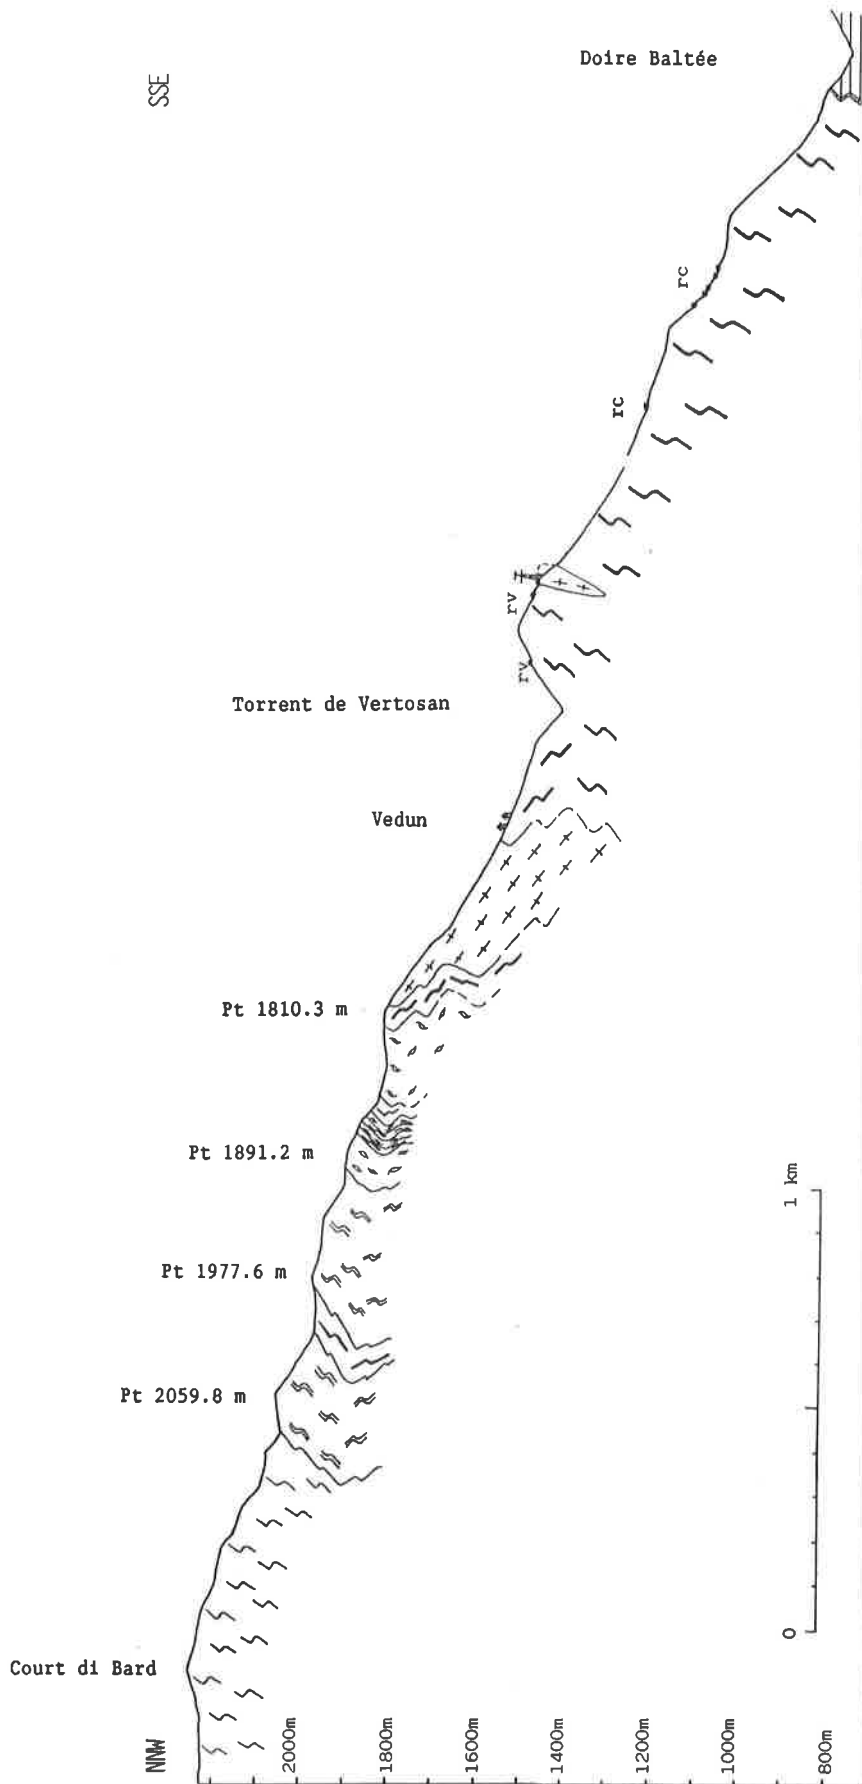 SSE
Doire Baltée
rc
rc
rv
rv
Torrent de Vertosan
Vedun
Pt 1810.3 m
Pt 1891.2 m
Pt 1977.6 m
Pt 2059.8 m
Court di Bard
NNW
2000m
1800m
1600m
1400m
1200m
1000m
800m
0
1 km